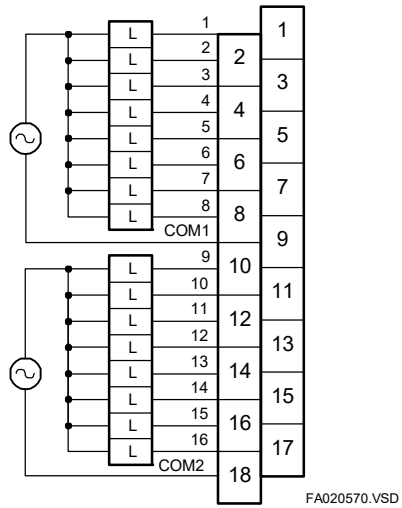 L 1
L 2
L 3
L 4
L 5
L 6
L 7
L 8
COM1
L 9
L 10
L 11
L 12
L 13
L 14
L 15
L 16
COM2
1
2
3
4
5
6
7
8
9
10
11
12
13
14
15
16
17
18
FA020570.VSD